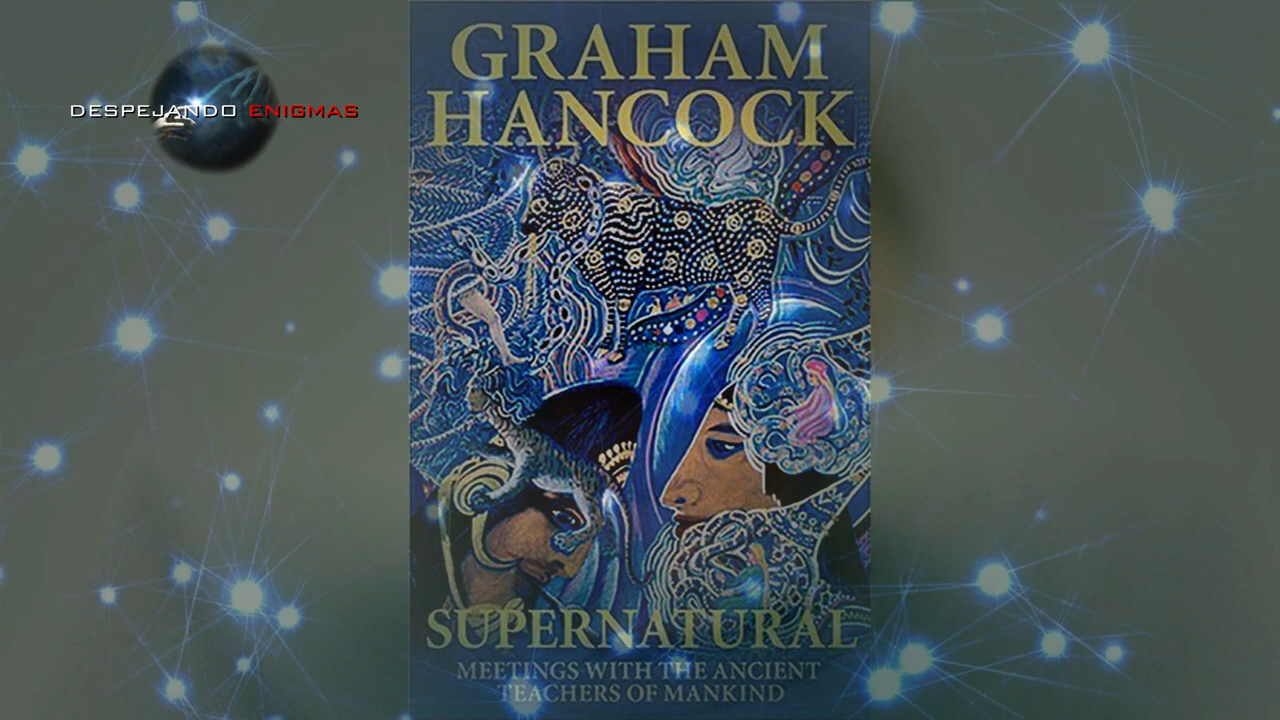 DESPEJANDO ENIGMAS
GRAHAM
HANCOCK
SUPERNATURAL
MEETINGS WITH THE ANCIENT
TEACHERS OF MANKIND